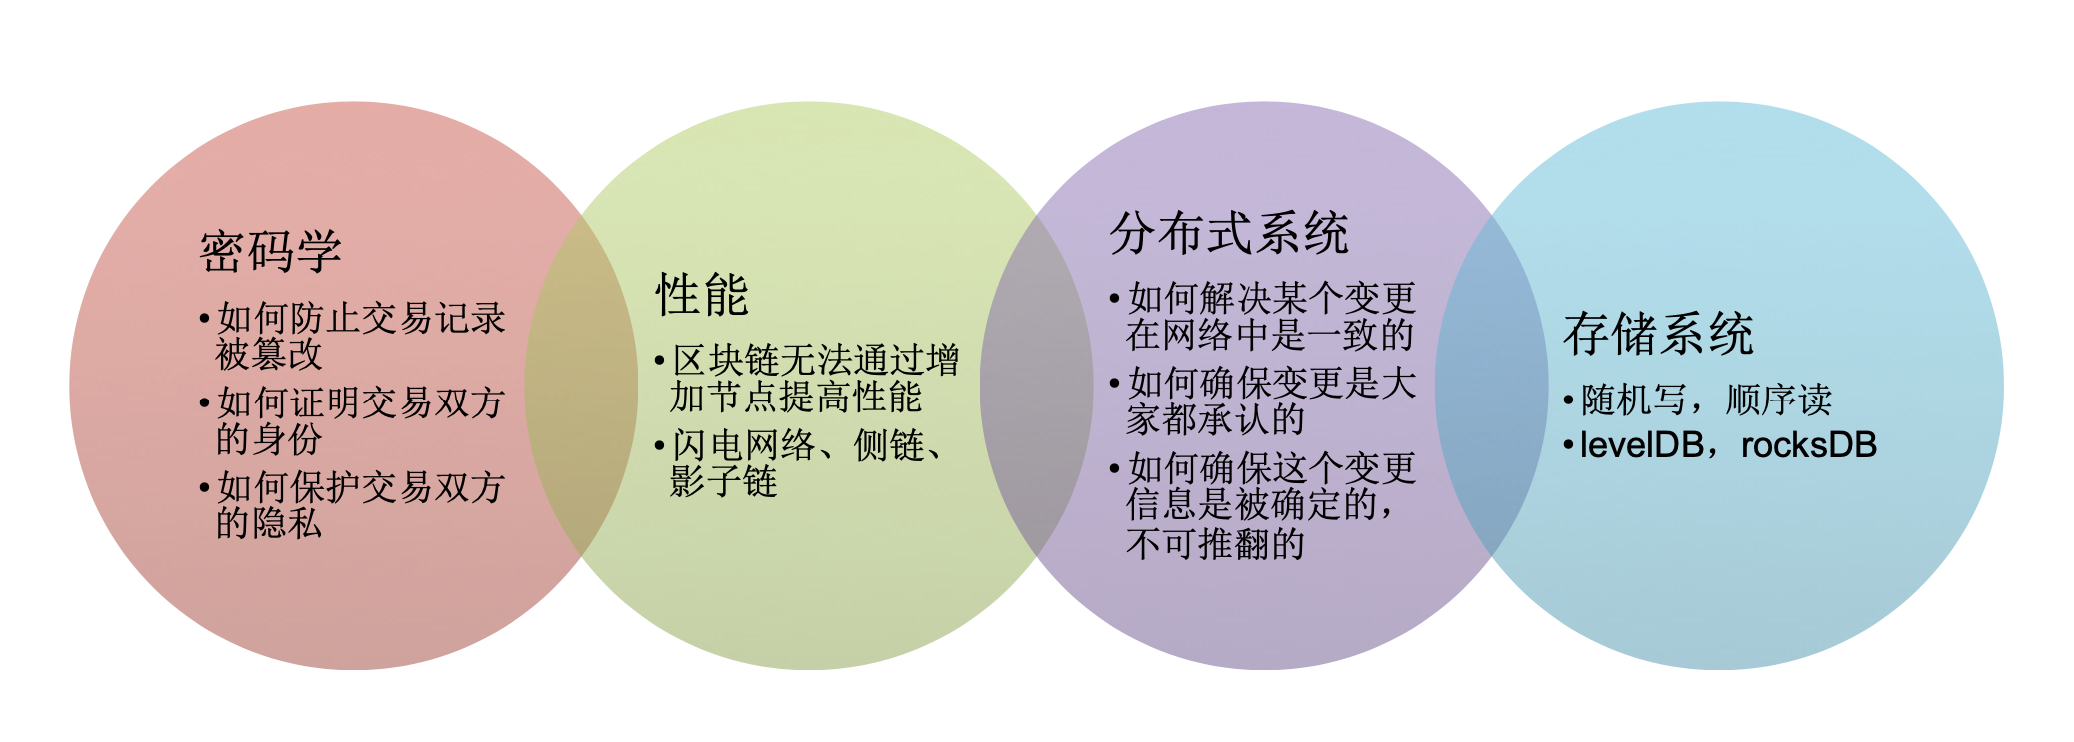 密码学
•如何防止交易记录
被篡改
•如何证明交易双方
的身份
•如何保护交易双方
的隐私
性能
•区块链无法通过增
加节点提高性能
•闪电网络、侧链、
影子链
分布式系统
•如何解决某个变更
在网络中是一致的
•如何确保变更是大
家都承认的
•如何确保这个变更
信息是被确定的，
不可推翻的
存储系统
•随机写，顺序读
•levelDB，rocksDB